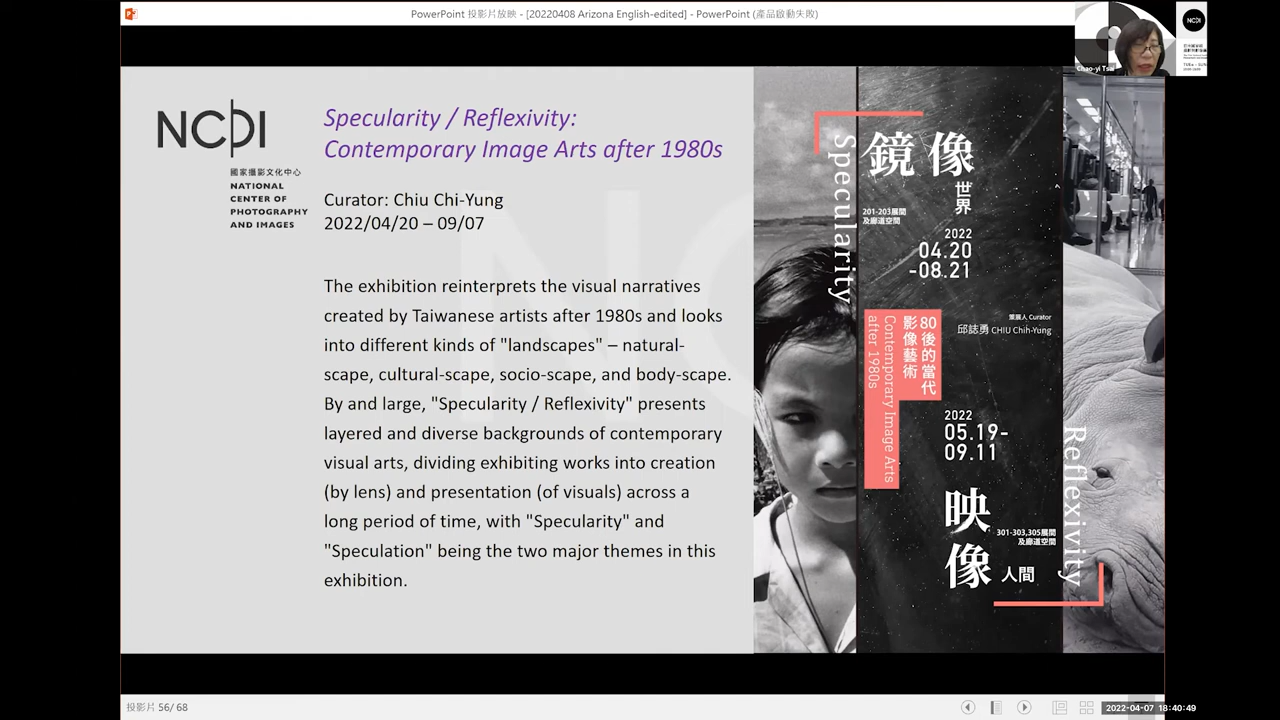 PowerPoint 投影片放映 - [20220408 Arizona English-edited] - PowerPoint (產品啟動失敗)
NCPI
Chao-yi Tsai
NCPI
國家攝影文化中心
NATIONAL
CENTER OF
PHOTOGRAPHY
AND IMAGES
Specularity / Reflexivity:
Contemporary Image Arts after 1980s
Curator: Chiu Chi-Yung
2022/04/20 – 09/07
The exhibition reinterprets the visual narratives
created by Taiwanese artists after 1980s and looks
into different kinds of "landscapes" – natural-
scape, cultural-scape, socio-scape, and body-scape.
By and large, "Specularity / Reflexivity" presents
layered and diverse backgrounds of contemporary
visual arts, dividing exhibiting works into creation
(by lens) and presentation (of visuals) across a
long period of time, with "Specularity" and
"Speculation" being the two major themes in this
exhibition.
Specularity
鏡像
世界
201-203展間
及廊道空間
2022
04.20
-08.21
策展人 Curator
邱誌勇 CHIU Chih-Yung
80後的當代
影像藝術
Contemporary Image Arts
after 1980s
2022
05.19-
09.11
Reflexivity
映像
人間
301-303,305展間
及廊道空間
投影片 56/ 68
2022-04-07 18:40:49